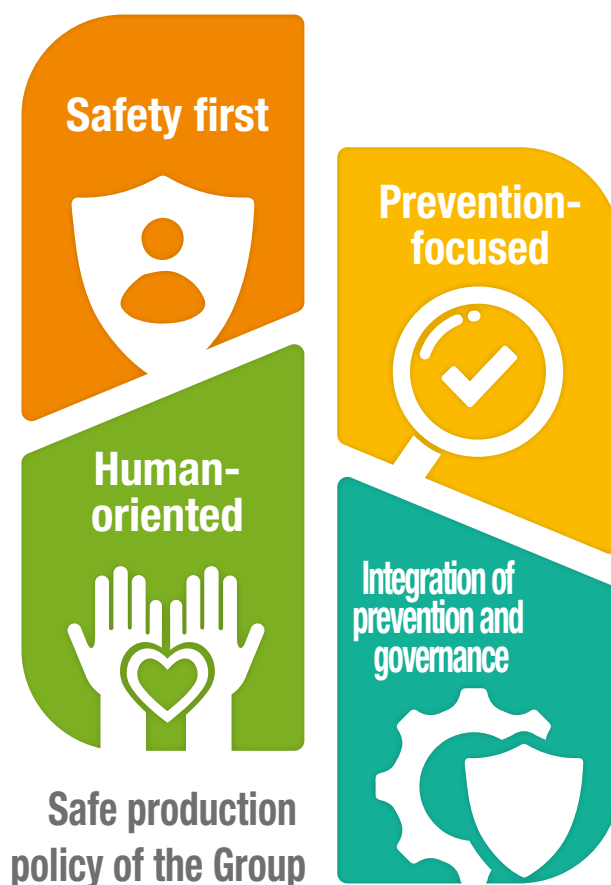 Safety first
Prevention-
focused
Human-
oriented
Integration of
prevention and
governance
Safe production
policy of the Group